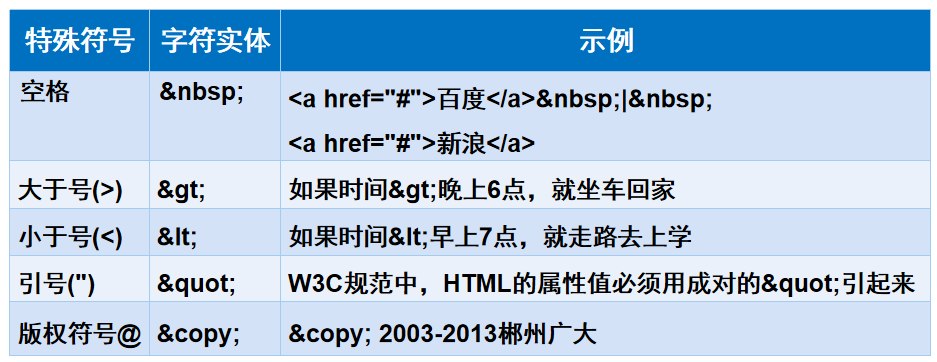 特殊符号 字符实体 示例
空格 &nbsp; <a href="#">百度</a>&nbsp;|&nbsp;
<a href="#">新浪</a>
大于号(>) &gt; 如果时间&gt;晚上6点，就坐车回家
小于号(<) &lt; 如果时间&lt;早上7点，就走路去上学
引号(") &quot; W3C规范中，HTML的属性值必须用成对的&quot;引起来
版权符号@ &copy; &copy; 2003-2013郴州广大